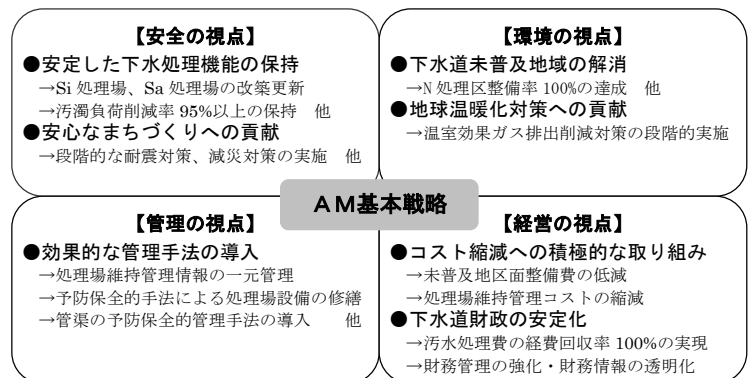 【安全の視点】
●安定した下水処理機能の保持
→Si 処理場、Sa 処理場の改築更新
→汚濁負荷削減率 95%以上の保持　他
●安心なまちづくりへの貢献
→段階的な耐震対策、減災対策の実施　他
【環境の視点】
●下水道未普及地域の解消
→N 処理区整備率 100%の達成　他
●地球温暖化対策への貢献
→温室効果ガス排出削減対策の段階的実施
ＡＭ基本戦略
【管理の視点】
●効果的な管理手法の導入
→処理場維持管理情報の一元管理
→予防保全的手法による処理場設備の修繕
→管渠の予防保全的管理手法の導入　他
【経営の視点】
●コスト縮減への積極的な取り組み
→未普及地区面整備費の低減
→処理場維持管理コストの縮減
●下水道財政の安定化
→汚水処理費の経費回収率 100%の実現
→財務管理の強化・財務情報の透明化